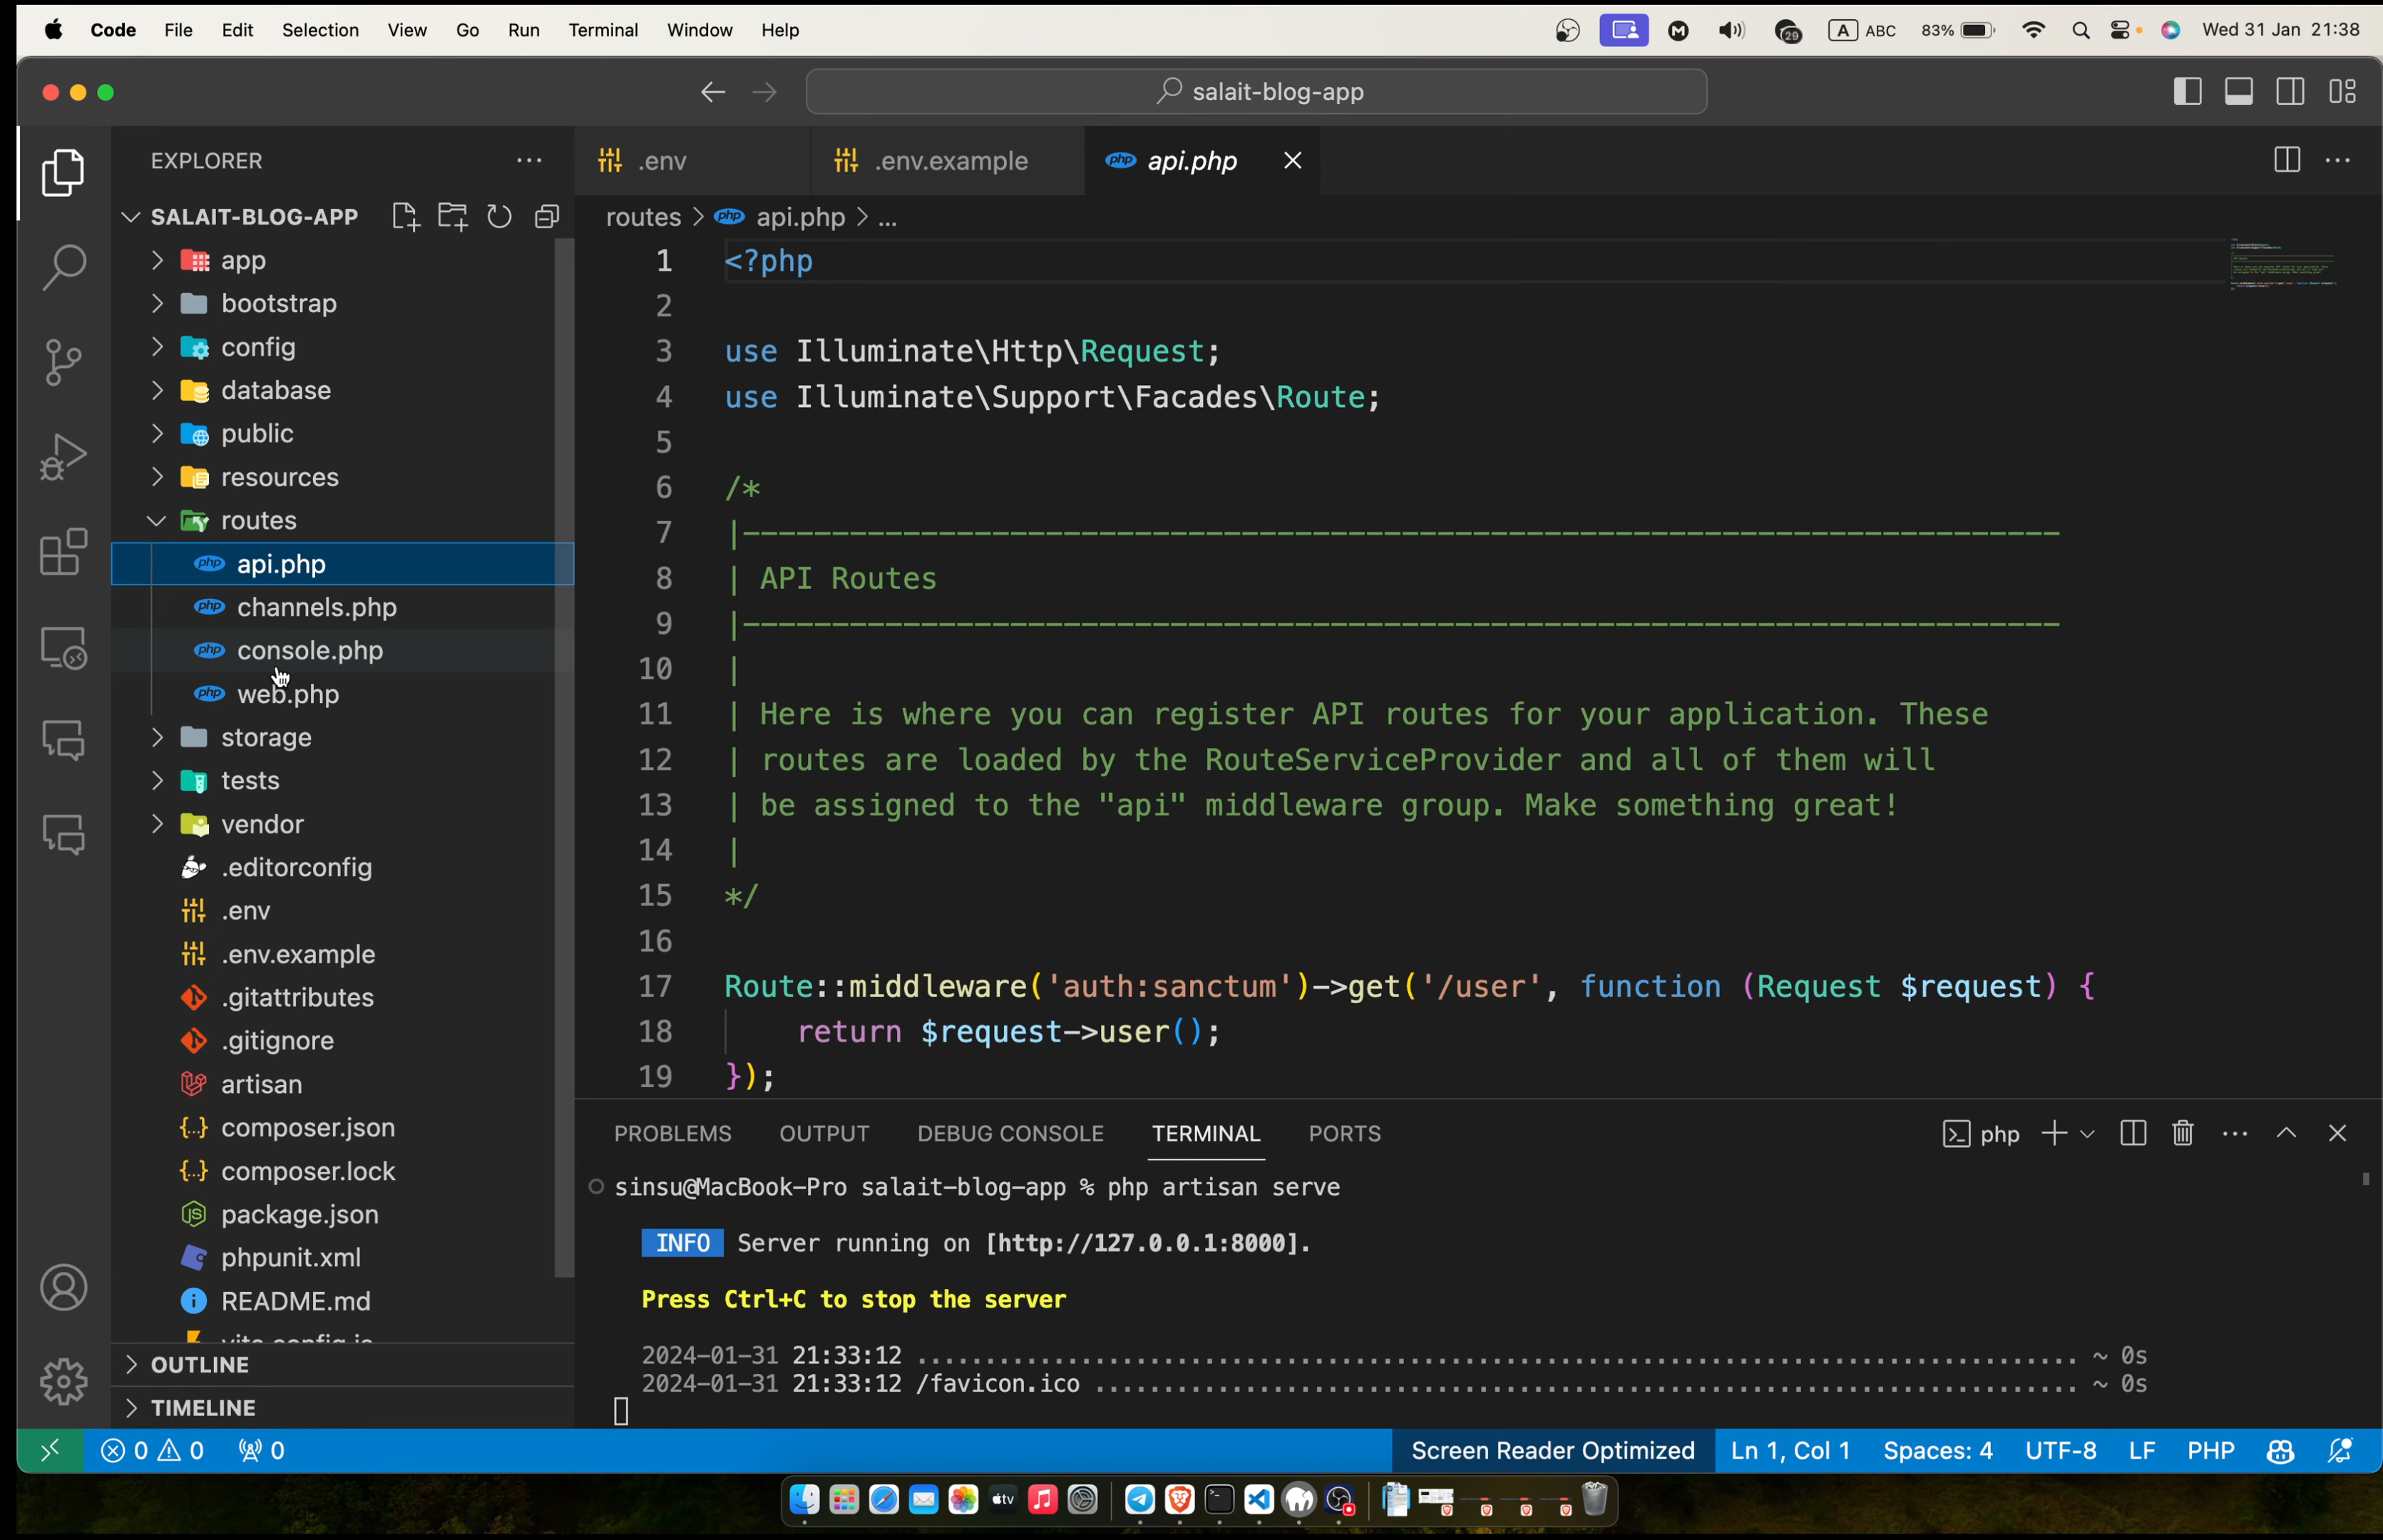 Code File Edit Selection View Go Run Terminal Window Help 29 A ABC 83% Wed 31 Jan 21:38
salait-blog-app
EXPLORER
SALAIT-BLOG-APP
app
bootstrap
config
database
public
resources
routes
php api.php
php channels.php
php console.php
php web.php
storage
tests
vendor
.editorconfig
.env
.env.example
.gitattributes
.gitignore
artisan
composer.json
composer.lock
package.json
phpunit.xml
README.md
vite.config.js
OUTLINE
TIMELINE
.env .env.example php api.php
routes > php api.php > ...
1 <?php
2
3 use Illuminate\Http\Request;
4 use Illuminate\Support\Facades\Route;
5
6 /*
7 |--------------------------------------------------------------------------
8 | API Routes
9 |--------------------------------------------------------------------------
10 |
11 | Here is where you can register API routes for your application. These
12 | routes are loaded by the RouteServiceProvider and all of them will
13 | be assigned to the "api" middleware group. Make something great!
14 |
15 */
16
17 Route::middleware('auth:sanctum')->get('/user', function (Request $request) {
18 return $request->user();
19 });
PROBLEMS OUTPUT DEBUG CONSOLE TERMINAL PORTS php
sinsu@MacBook-Pro salait-blog-app % php artisan serve
INFO Server running on [http://127.0.0.1:8000].
Press Ctrl+C to stop the server
2024-01-31 21:33:12 ..................................................................................... ~ 0s
2024-01-31 21:33:12 /favicon.ico ........................................................................ ~ 0s
0 0 0 Screen Reader Optimized Ln 1, Col 1 Spaces: 4 UTF-8 LF PHP
tv